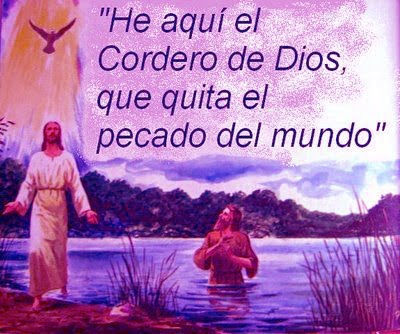 "He aquí el
Cordero de Dios,
que quita el
pecado del mundo"